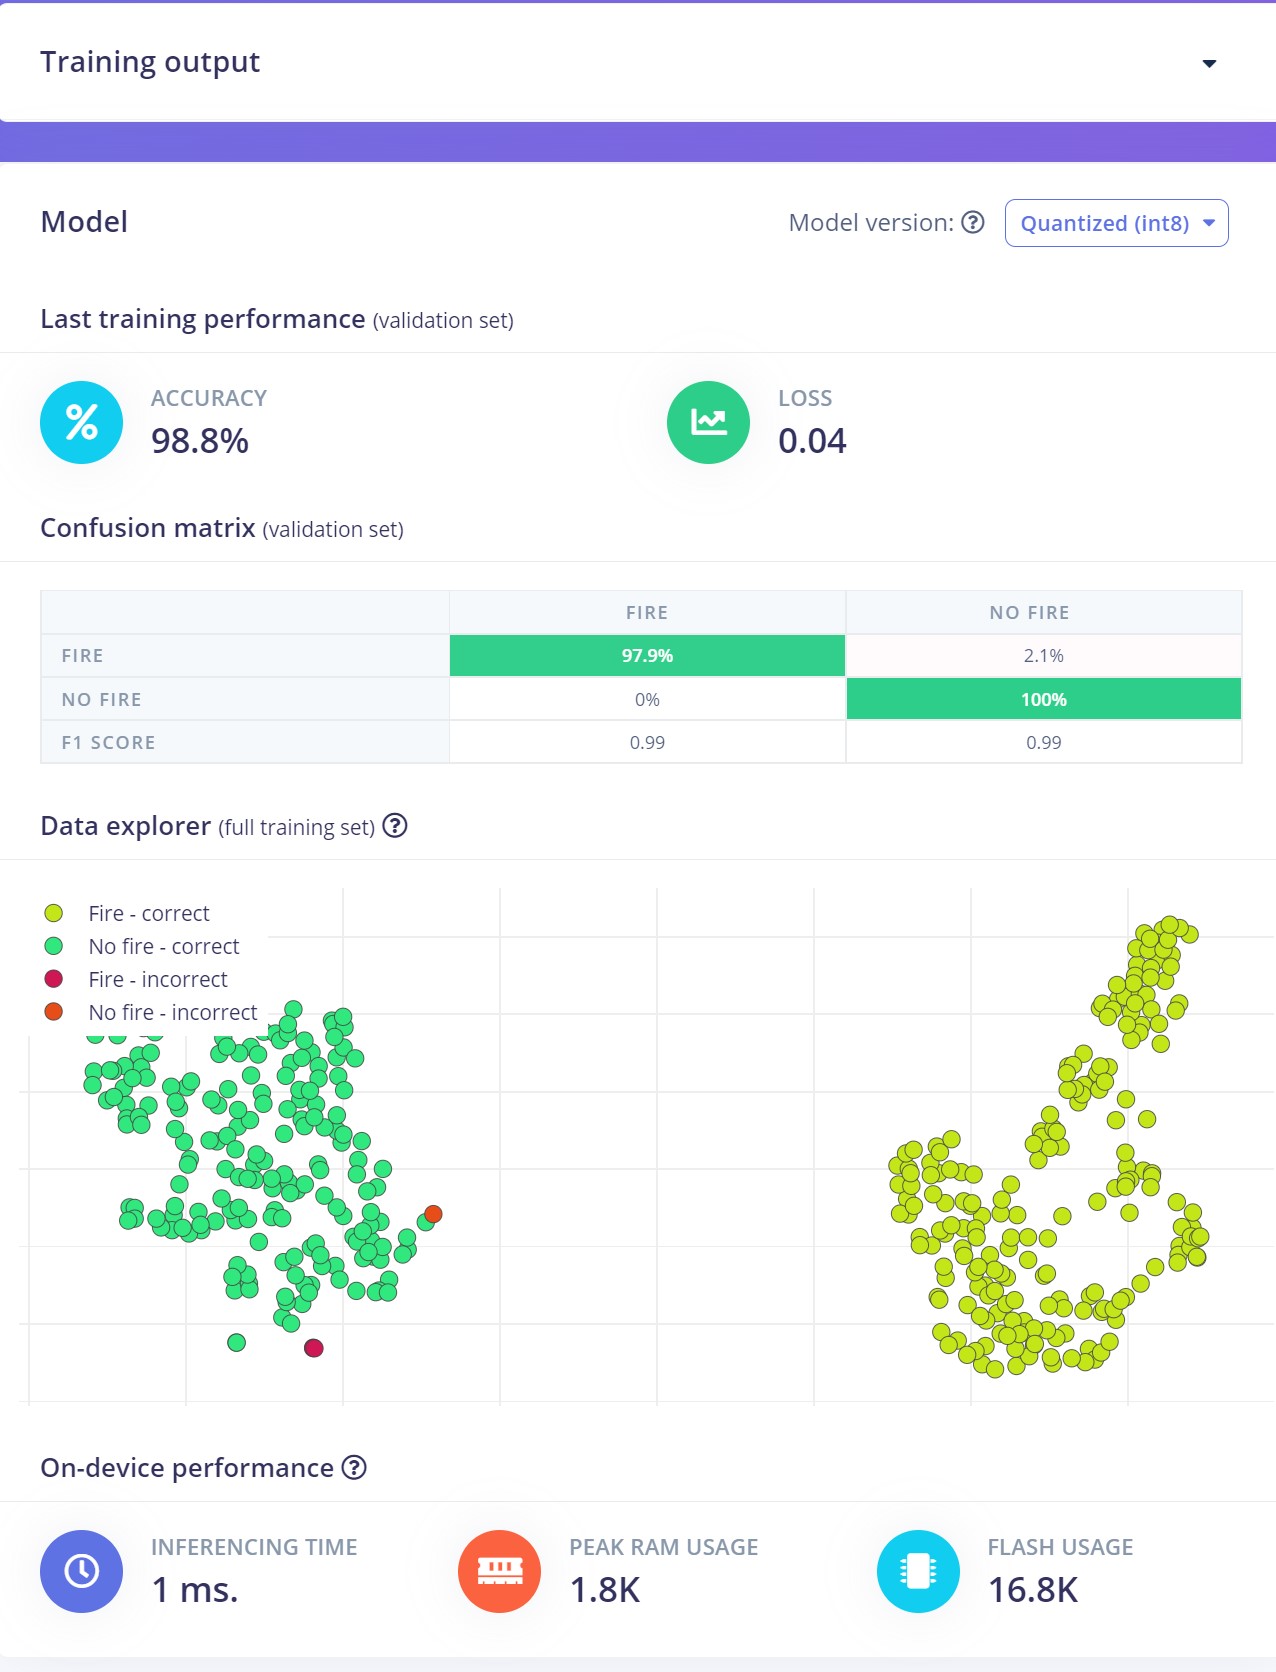 Training output
Model
Model version: ? Quantized (int8)
Last training performance (validation set)
ACCURACY
98.8%
LOSS
0.04
Confusion matrix (validation set)
FIRE NO FIRE
FIRE 97.9% 2.1%
NO FIRE 0% 100%
F1 SCORE 0.99 0.99
Data explorer (full training set) ?
Fire - correct
No fire - correct
Fire - incorrect
No fire - incorrect
On-device performance ?
INFERENCING TIME
1 ms.
PEAK RAM USAGE
1.8K
FLASH USAGE
16.8K